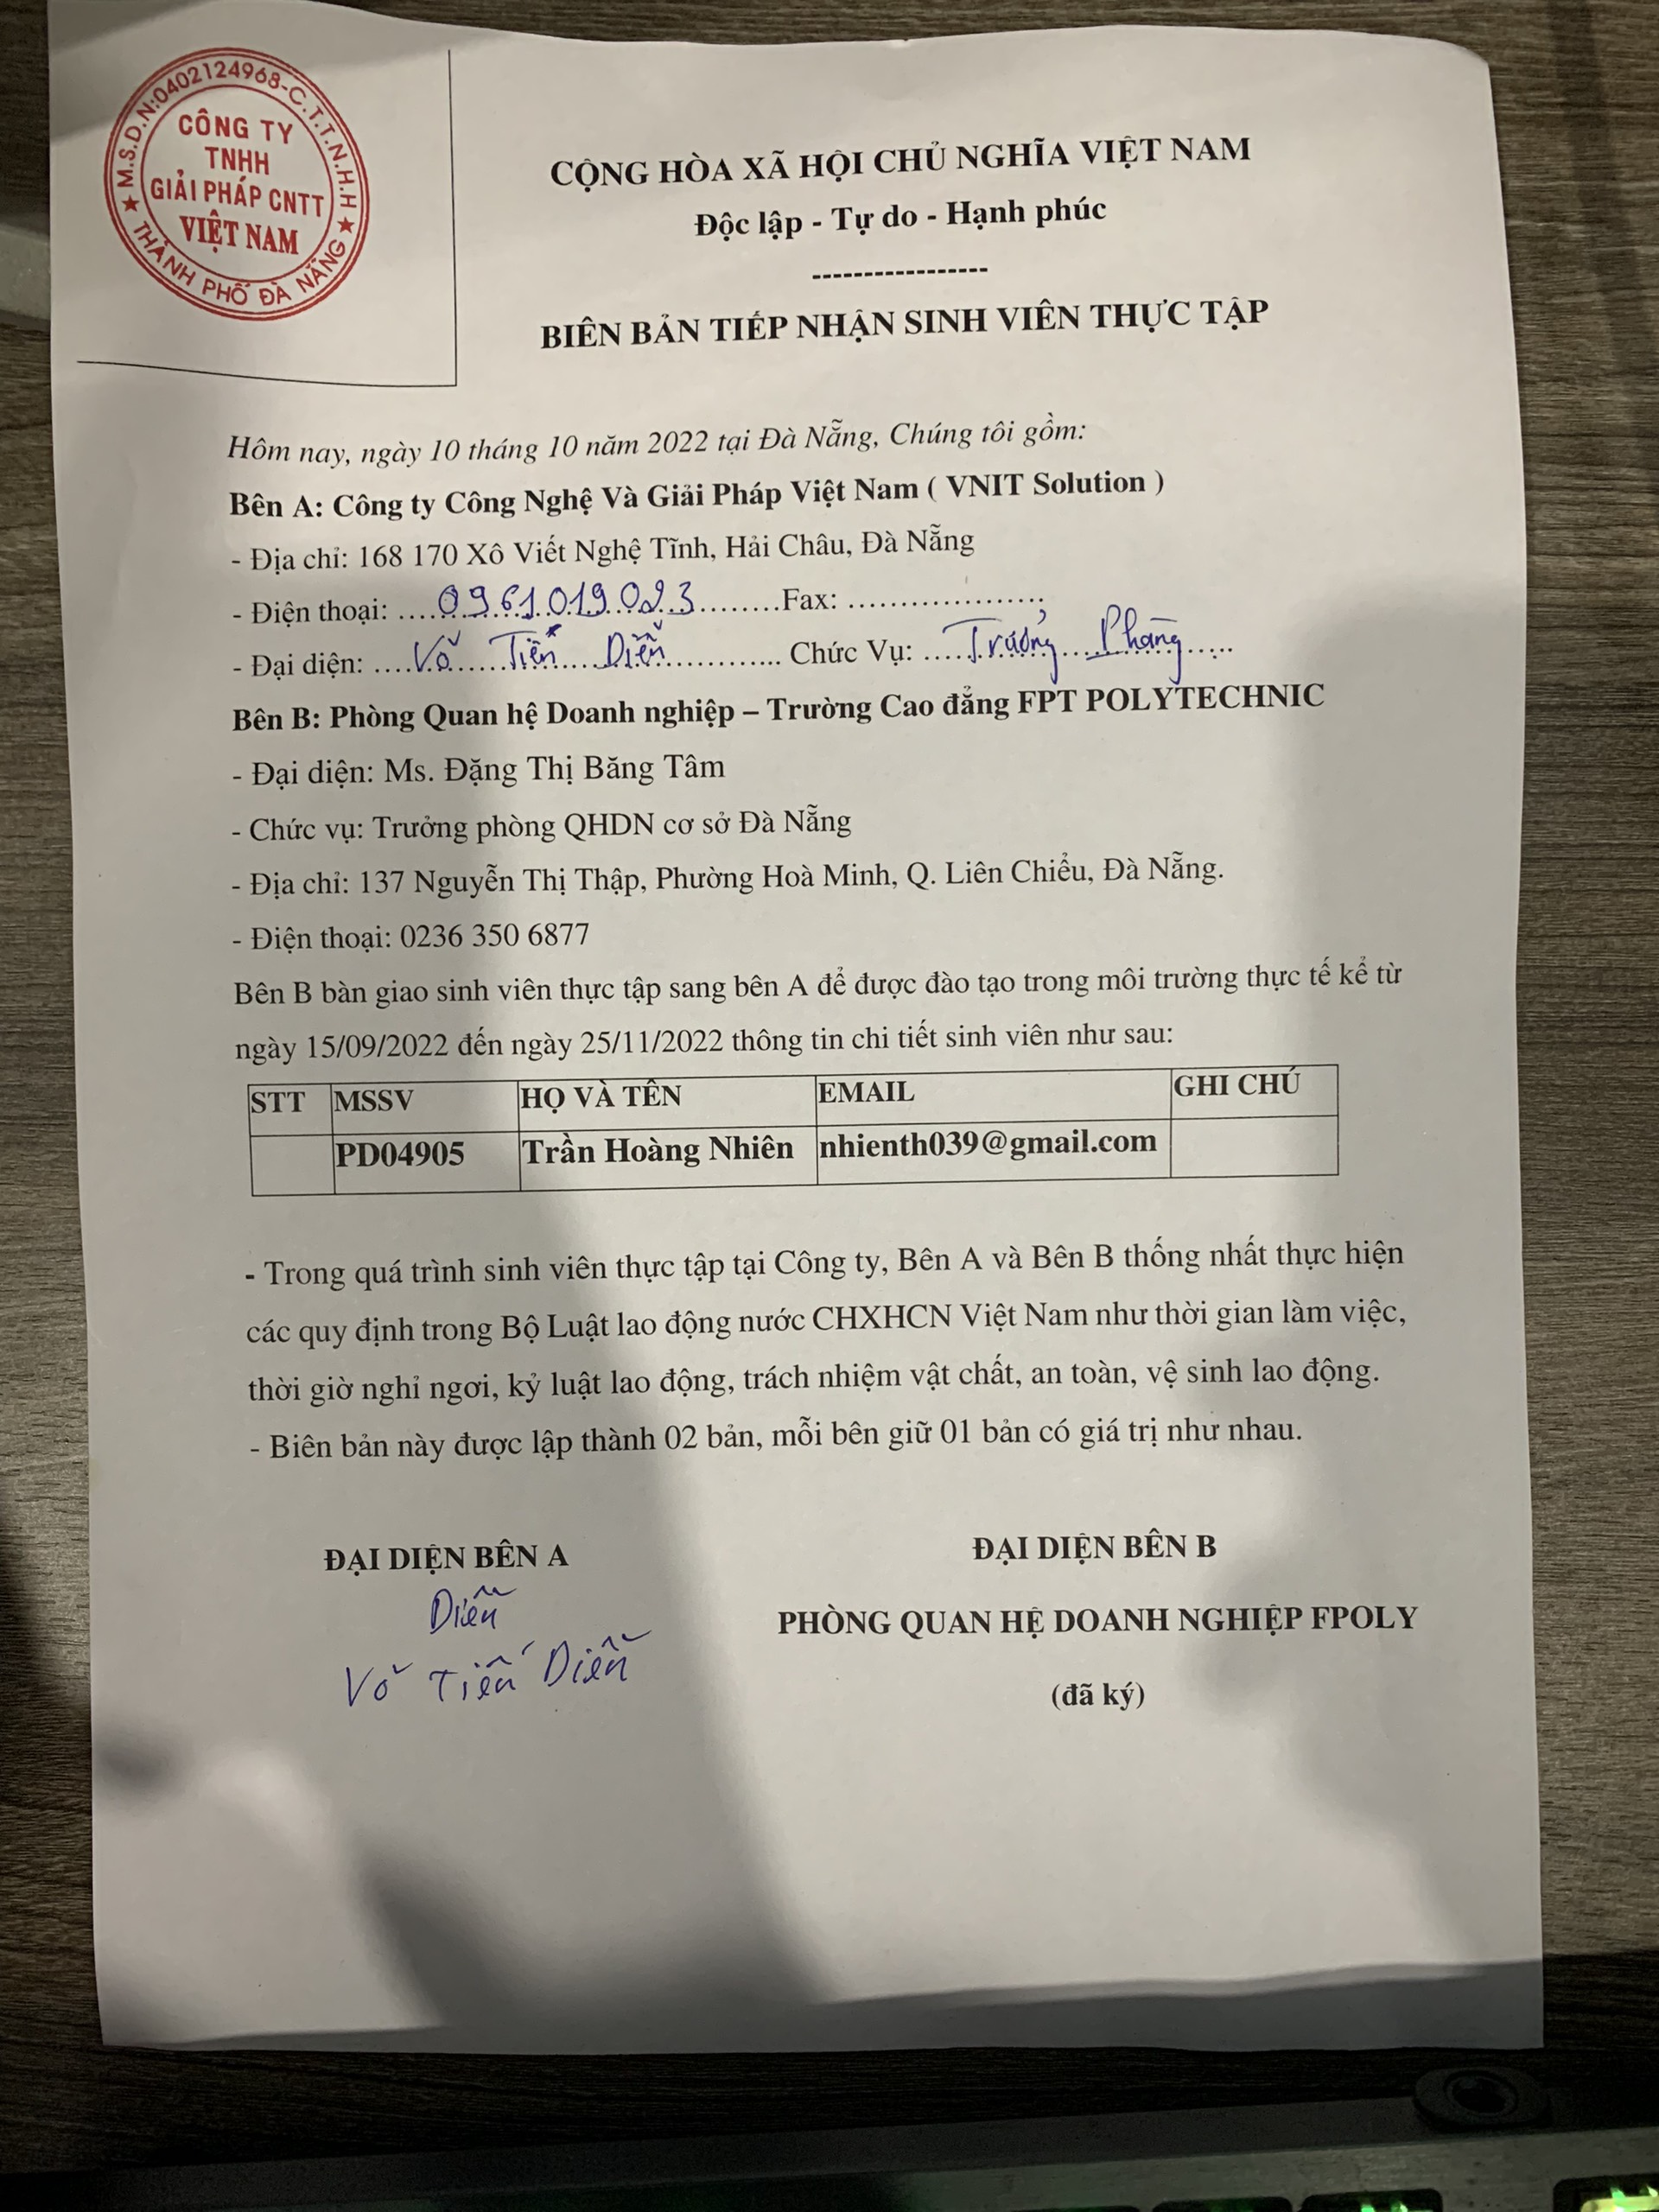 M.S.D.N:0402124968-C.T.T.N.H.H
CÔNG TY
TNHH
GIẢI PHÁP CNTT
VIỆT NAM
THÀNH PHỐ ĐÀ NẴNG
CỘNG HÒA XÃ HỘI CHỦ NGHĨA VIỆT NAM
Độc lập - Tự do - Hạnh phúc
-----------------
BIÊN BẢN TIẾP NHẬN SINH VIÊN THỰC TẬP
Hôm nay, ngày 10 tháng 10 năm 2022 tại Đà Nẵng, Chúng tôi gồm:
Bên A: Công ty Công Nghệ Và Giải Pháp Việt Nam ( VNIT Solution )
- Địa chỉ: 168 170 Xô Viết Nghệ Tĩnh, Hải Châu, Đà Nẵng
- Điện thoại: ....0961019023.........Fax: ....................
- Đại diện: ....Võ Tiến Diễn............ Chức Vụ: .....Trưởng Phòng.....
Bên B: Phòng Quan hệ Doanh nghiệp – Trường Cao đẳng FPT POLYTECHNIC
- Đại diện: Ms. Đặng Thị Băng Tâm
- Chức vụ: Trưởng phòng QHDN cơ sở Đà Nẵng
- Địa chỉ: 137 Nguyễn Thị Thập, Phường Hoà Minh, Q. Liên Chiểu, Đà Nẵng.
- Điện thoại: 0236 350 6877
Bên B bàn giao sinh viên thực tập sang bên A để được đào tạo trong môi trường thực tế kể từ
ngày 15/09/2022 đến ngày 25/11/2022 thông tin chi tiết sinh viên như sau:
STT MSSV HỌ VÀ TÊN EMAIL GHI CHÚ
PD04905 Trần Hoàng Nhiên nhienth039@gmail.com
- Trong quá trình sinh viên thực tập tại Công ty, Bên A và Bên B thống nhất thực hiện
các quy định trong Bộ Luật lao động nước CHXHCN Việt Nam như thời gian làm việc,
thời giờ nghỉ ngơi, kỷ luật lao động, trách nhiệm vật chất, an toàn, vệ sinh lao động.
- Biên bản này được lập thành 02 bản, mỗi bên giữ 01 bản có giá trị như nhau.
ĐẠI DIỆN BÊN A
Diễn
Võ Tiến Diễn
ĐẠI DIỆN BÊN B
PHÒNG QUAN HỆ DOANH NGHIỆP FPOLY
(đã ký)